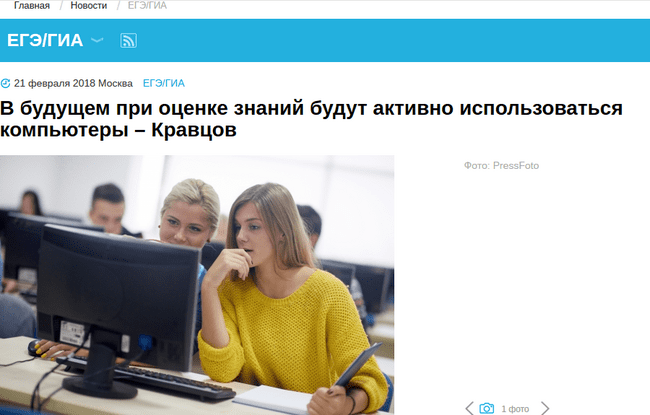 Главная / Новости / ЕГЭ/ГИА
ЕГЭ/ГИА
21 февраля 2018 Москва ЕГЭ/ГИА
В будущем при оценке знаний будут активно использоваться
компьютеры – Кравцов
Фото: PressFoto
1 фото